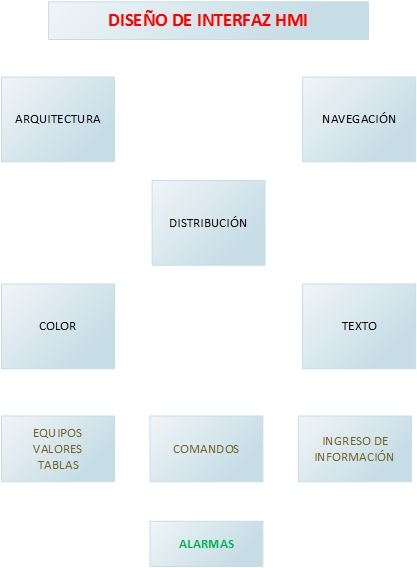 DISEÑO DE INTERFAZ HMI
ARQUITECTURA
NAVEGACIÓN
DISTRIBUCIÓN
COLOR
TEXTO
EQUIPOS
VALORES
TABLAS
COMANDOS
INGRESO DE
INFORMACIÓN
ALARMAS